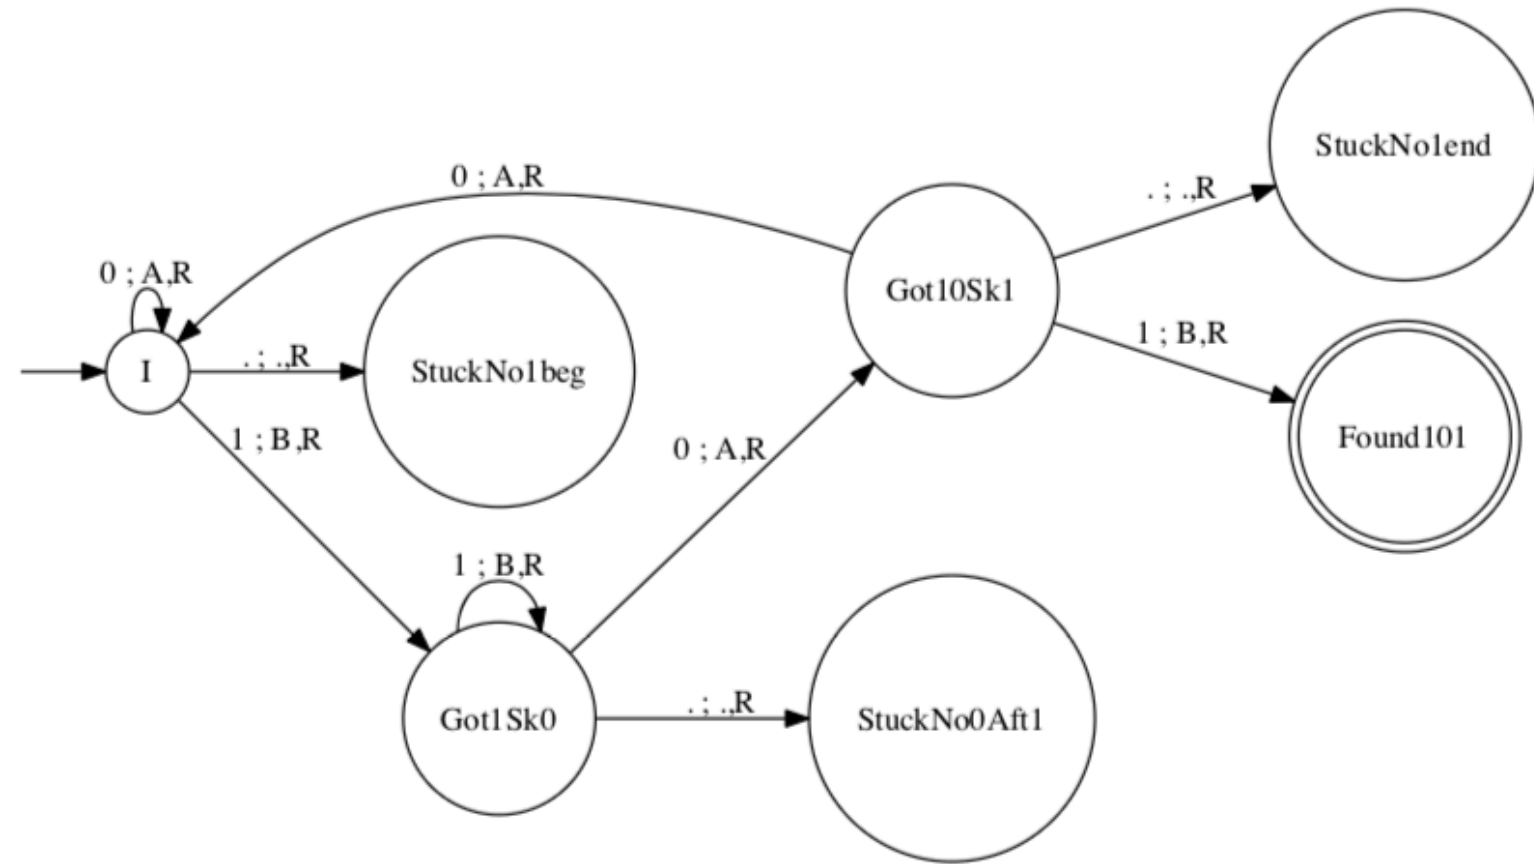 StuckNo1end
0 ; A,R
. ; .,R
0 ; A,R
Got10Sk1
1 ; B,R
. ; .,R
I
StuckNo1beg
1 ; B,R
0 ; A,R
Found101
1 ; B,R
. ; .,R
Got1Sk0
StuckNo0Aft1